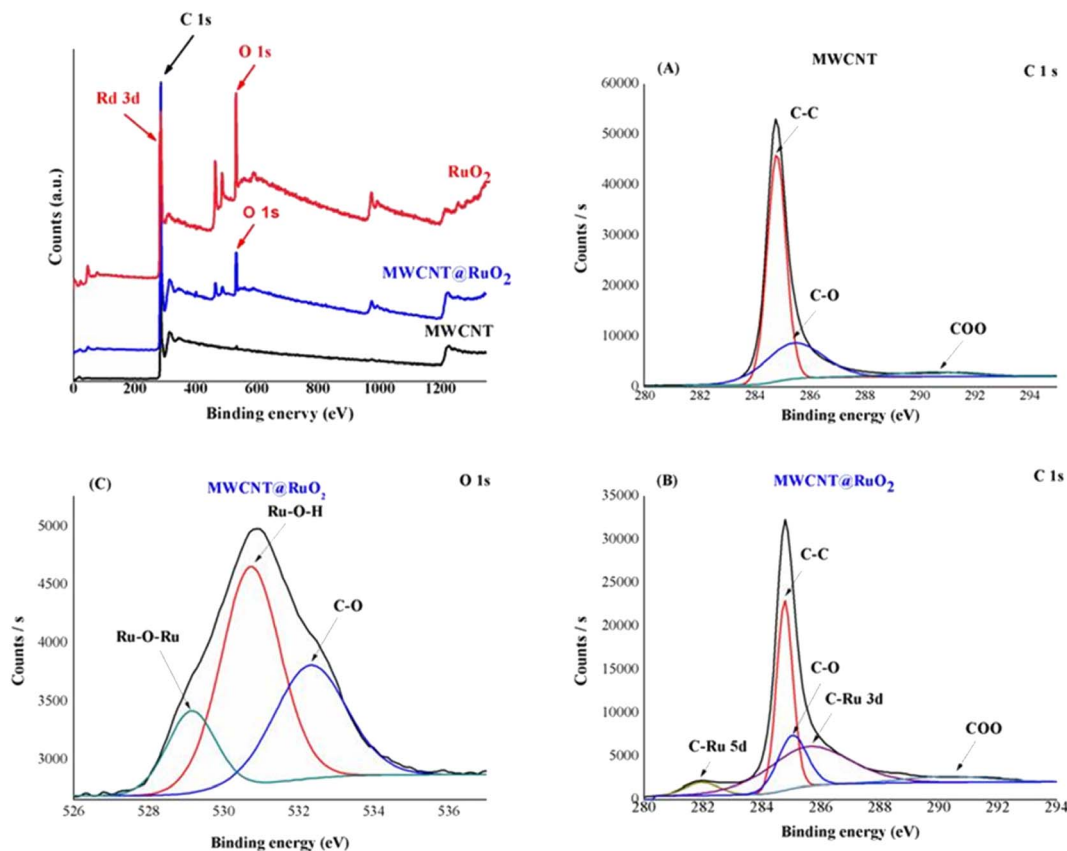 C 1s
O 1s
Rd 3d
RuO2
O 1s
MWCNT@RuO2
MWCNT
Counts (a.u.)
0 200 400 600 800 1000 1200
Binding enervy (eV)
(A) MWCNT C 1 s
C-C
C-O
COO
Counts / s
60000
50000
40000
30000
20000
10000
0
280 282 284 286 288 290 292 294
Binding energy (eV)
(C) MWCNT@RuO2 O 1s
Ru-O-H
C-O
Ru-O-Ru
Counts / s
5000
4500
4000
3500
3000
526 528 530 532 534 536
Binding energy (eV)
(B) MWCNT@RuO2 C 1s
C-C
C-O
C-Ru 3d
C-Ru 5d
COO
Counts / s
35000
30000
25000
20000
15000
10000
5000
0
280 282 284 286 288 290 292 294
Binding energy (eV)